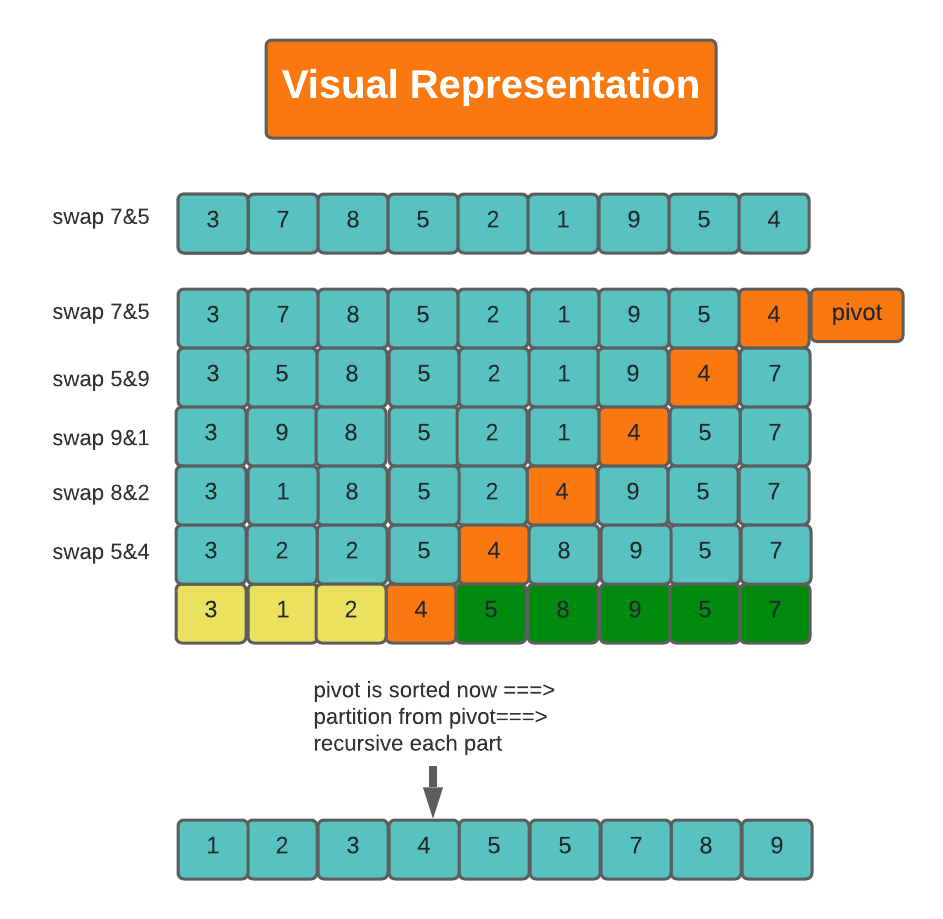 Visual Representation
swap 7&5 3 7 8 5 2 1 9 5 4
swap 7&5 3 7 8 5 2 1 9 5 4 pivot
swap 5&9 3 5 8 5 2 1 9 4 7
swap 9&1 3 9 8 5 2 1 4 5 7
swap 8&2 3 1 8 5 2 4 9 5 7
swap 5&4 3 2 2 5 4 8 9 5 7
3 1 2 4 5 8 9 5 7
pivot is sorted now ===>
partition from pivot===>
recursive each part
1 2 3 4 5 5 7 8 9